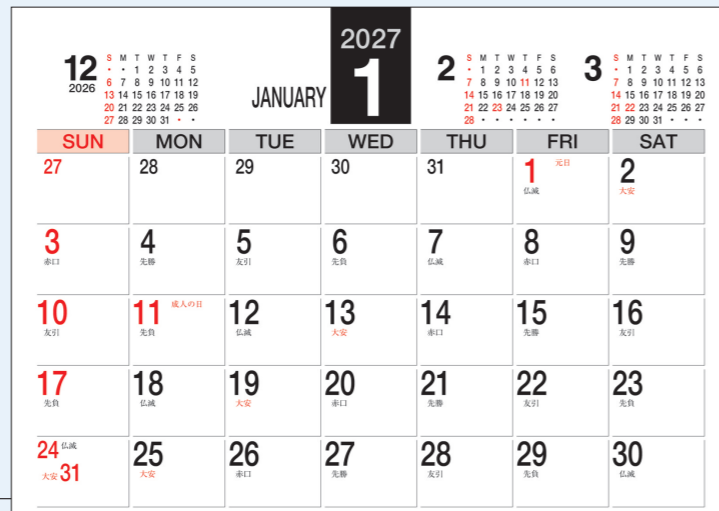 2027
1
JANUARY
12
2026
S M T W T F S
• • 1 2 3 4 5
6 7 8 9 10 11 12
13 14 15 16 17 18 19
20 21 22 23 24 25 26
27 28 29 30 31 • •
2
S M T W T F S
• 1 2 3 4 5 6
7 8 9 10 11 12 13
14 15 16 17 18 19 20
21 22 23 24 25 26 27
28 • • • • • •
3
S M T W T F S
• 1 2 3 4 5 6
7 8 9 10 11 12 13
14 15 16 17 18 19 20
21 22 23 24 25 26 27
28 29 30 31 • • •
SUN MON TUE WED THU FRI SAT
27 28 29 30 31 1 元日 2
仏滅 大安
3 4 5 6 7 8 9
赤口 先勝 友引 先負 仏滅 赤口 先勝
10 11 成人の日 12 13 14 15 16
友引 先負 仏滅 大安 赤口 先勝 友引
17 18 19 20 21 22 23
先負 仏滅 大安 赤口 先勝 友引 先負
24 仏滅 25 26 27 28 29 30
大安 31 大安 赤口 先勝 友引 先負 仏滅